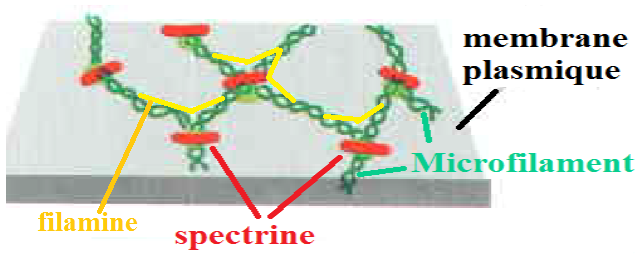 membrane
plasmique
Microfilament
filamine
spectrine